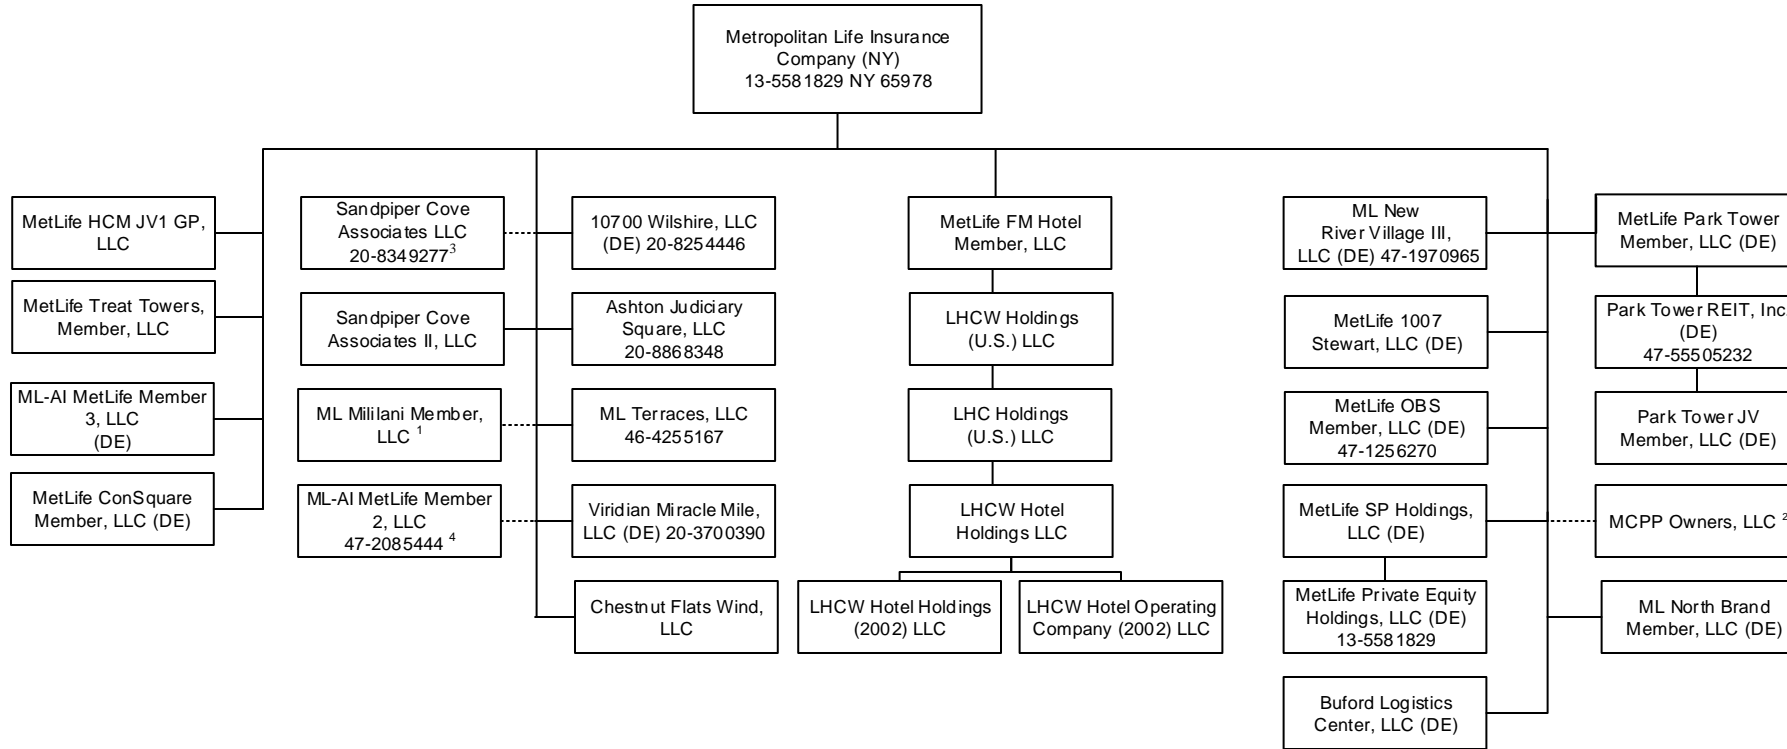 Metropolitan Life Insurance
Company (NY)
13-5581829 NY 65978
MetLife HCM JV1 GP,
LLC
MetLife Treat Towers,
Member, LLC
ML-AI MetLife Member
3, LLC
(DE)
MetLife ConSquare
Member, LLC (DE)
Sandpiper Cove
Associates LLC
20-8349277 3
Sandpiper Cove
Associates II, LLC
ML Mililani Member,
LLC 1
ML-AI MetLife Member
2, LLC
47-2085444 4
10700 Wilshire, LLC
(DE) 20-8254446
Ashton Judiciary
Square, LLC
20-8868348
ML Terraces, LLC
46-4255167
Viridian Miracle Mile,
LLC (DE) 20-3700390
Chestnut Flats Wind,
LLC
MetLife FM Hotel
Member, LLC
LHCW Holdings
(U.S.) LLC
LHC Holdings
(U.S.) LLC
LHCW Hotel
Holdings LLC
LHCW Hotel Holdings
(2002) LLC
LHCW Hotel Operating
Company (2002) LLC
ML New
River Village III,
LLC (DE) 47-1970965
MetLife 1007
Stewart, LLC (DE)
MetLife OBS
Member, LLC (DE)
47-1256270
MetLife SP Holdings,
LLC (DE)
MetLife Private Equity
Holdings, LLC (DE)
13-5581829
Buford Logistics
Center, LLC (DE)
MetLife Park Tower
Member, LLC (DE)
Park Tower REIT, Inc.
(DE)
47-55505232
Park Tower JV
Member, LLC (DE)
MCPP Owners, LLC 2
ML North Brand
Member, LLC (DE)